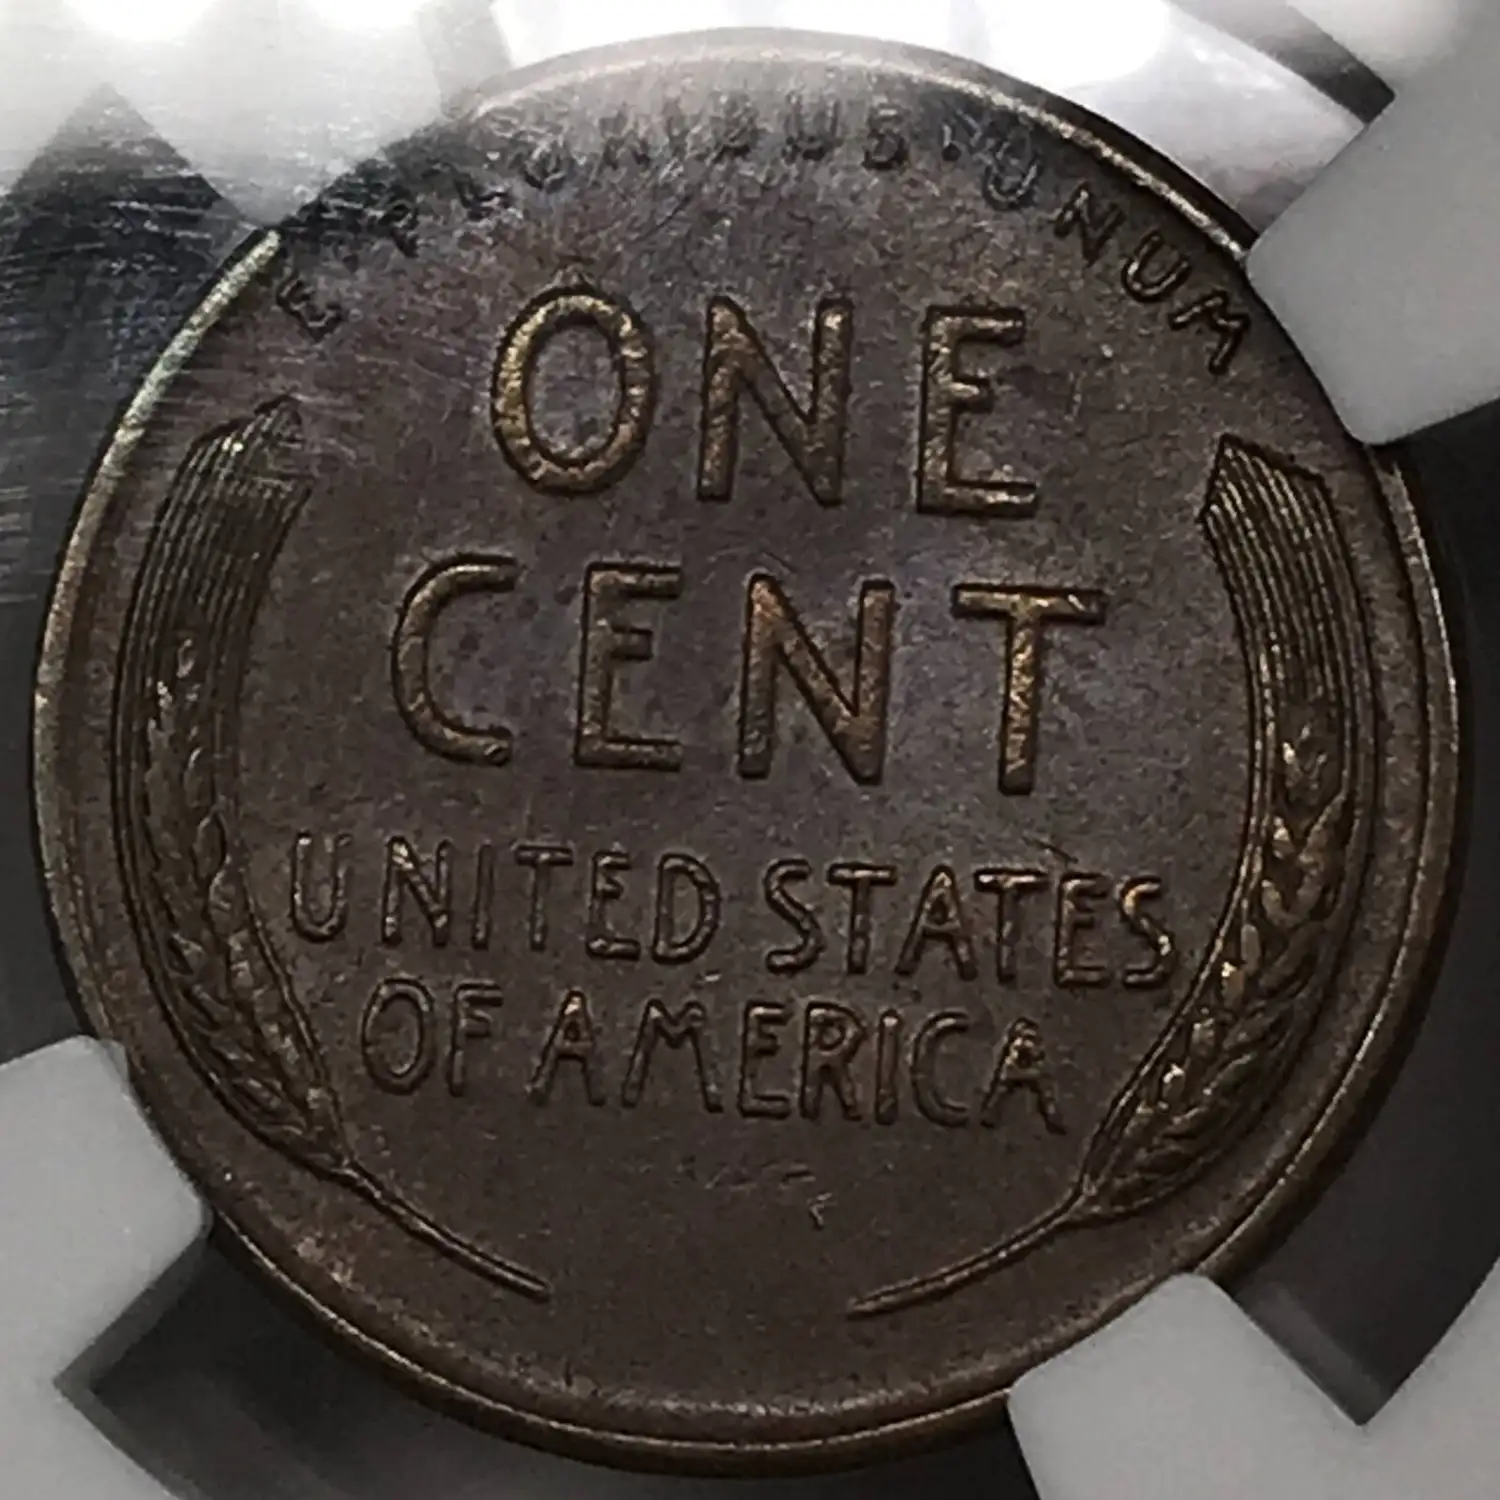 E · PLURIBUS · UNUM
ONE
CENT
UNITED STATES
OF AMERICA